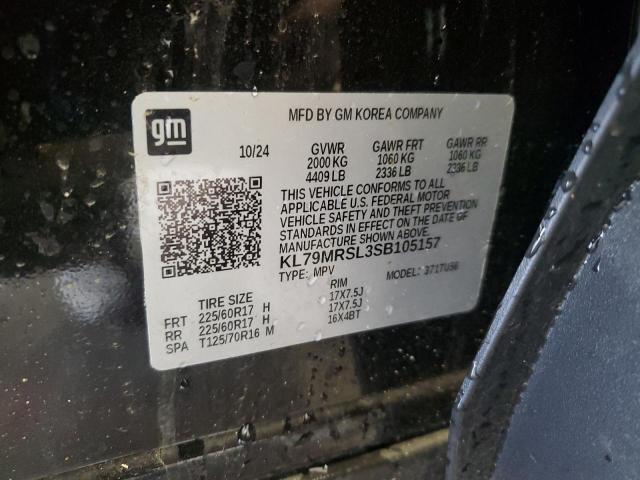 gm
MFD BY GM KOREA COMPANY
10/24 GVWR GAWR FRT GAWR RR
2000 KG 1060 KG 1060 KG
4409 LB 2336 LB 2336 LB
THIS VEHICLE CONFORMS TO ALL
APPLICABLE U.S. FEDERAL MOTOR
VEHICLE SAFETY AND THEFT PREVENTION
STANDARDS IN EFFECT ON THE DATE OF
MANUFACTURE SHOWN ABOVE.
KL79MRSL3SB105157
TYPE: MPV MODEL: 371TU56
TIRE SIZE RIM
FRT 225/60R17 H 17X7.5J
RR 225/60R17 H 17X7.5J
SPA T125/70R16 M 16X4BT